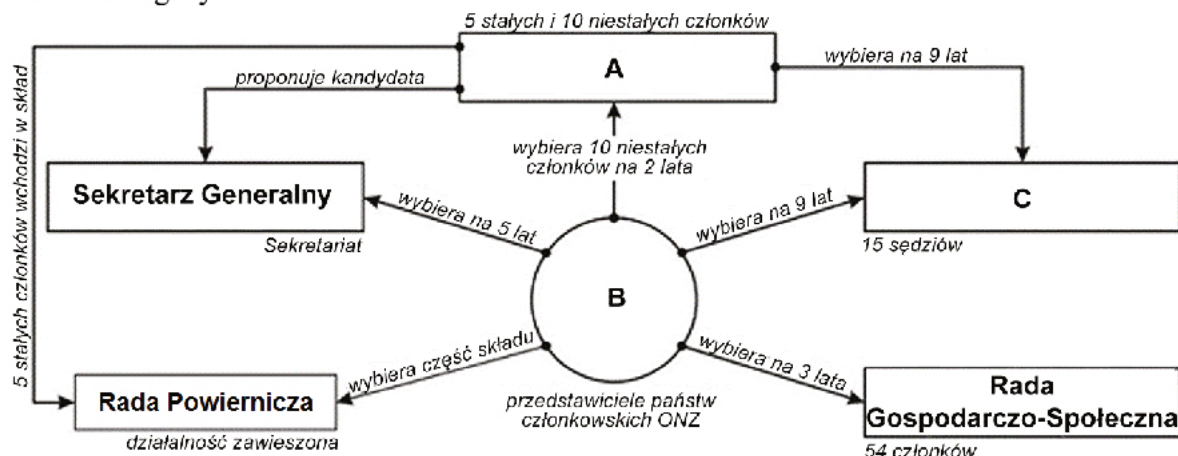 5 stałych i 10 niestałych członków
A
wybiera na 9 lat
proponuje kandydata
5 stałych członków wchodzi w skład
wybiera 10 niestałych
członków na 2 lata
Sekretarz Generalny
Sekretariat
wybiera na 5 lat
wybiera na 9 lat
C
15 sędziów
B
wybiera część składu
wybiera na 3 lata
Rada Powiernicza
działalność zawieszona
przedstawiciele państw
członkowskich ONZ
Rada
Gospodarczo-Społeczna
54 członków